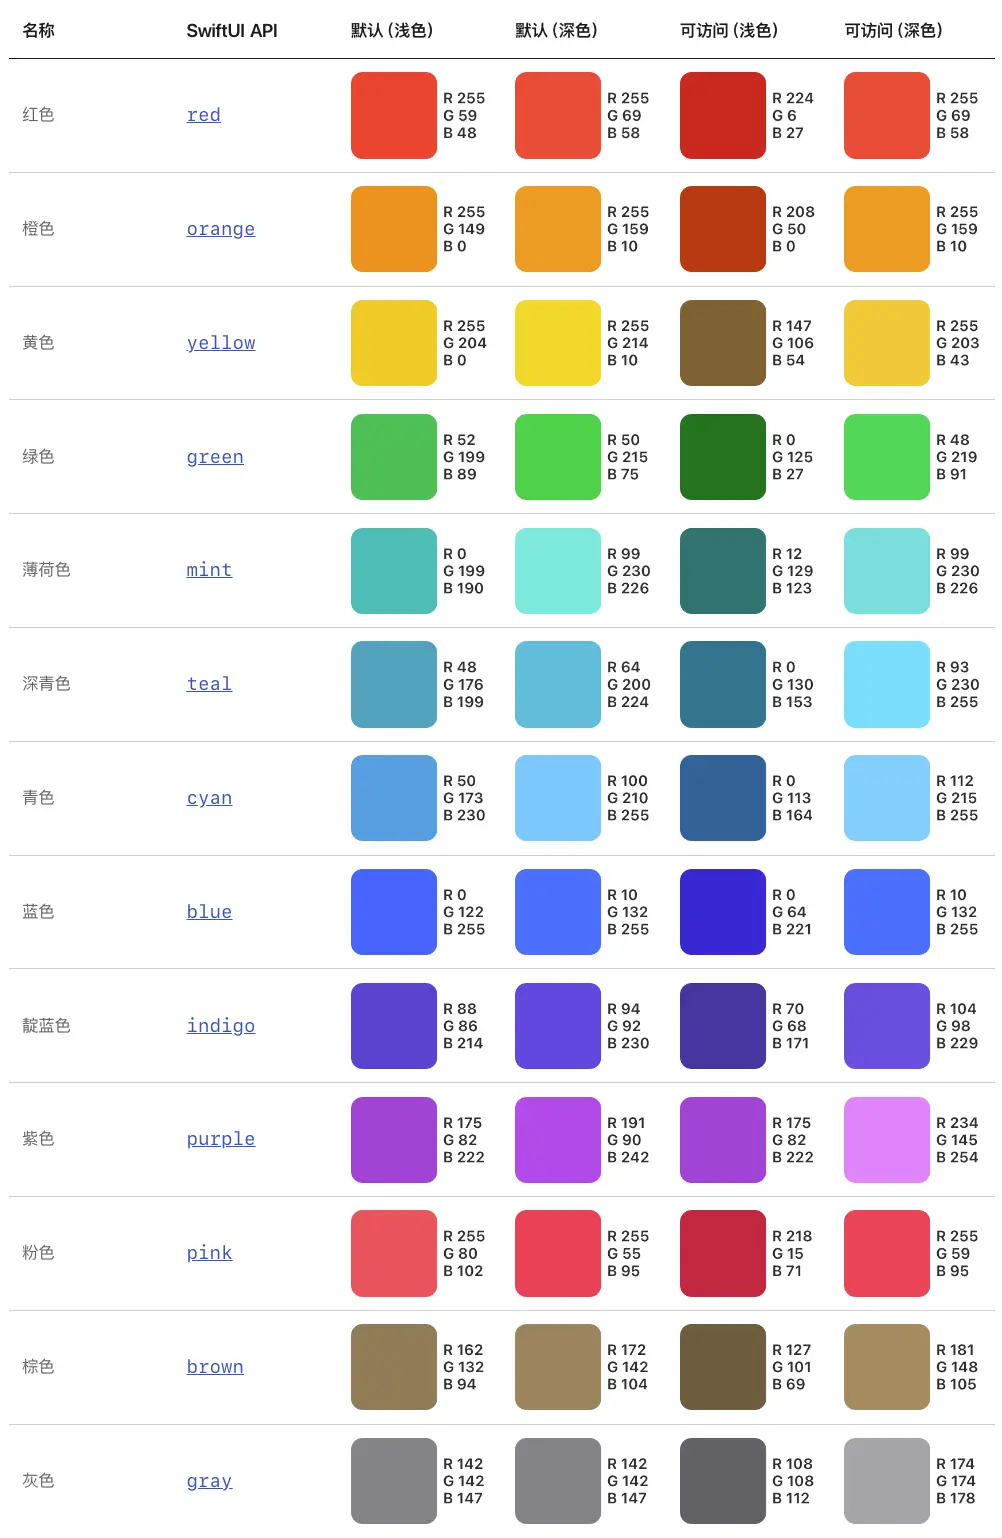 名称 SwiftUI API 默认（浅色） 默认（深色） 可访问（浅色） 可访问（深色）
红色 red R 255 G 59 B 48 R 255 G 69 B 58 R 224 G 6 B 27 R 255 G 69 B 58
橙色 orange R 255 G 149 B 0 R 255 G 159 B 10 R 208 G 50 B 0 R 255 G 159 B 10
黄色 yellow R 255 G 204 B 0 R 255 G 214 B 10 R 147 G 106 B 54 R 255 G 203 B 43
绿色 green R 52 G 199 B 89 R 50 G 215 B 75 R 0 G 125 B 27 R 48 G 219 B 91
薄荷色 mint R 0 G 199 B 190 R 99 G 230 B 226 R 12 G 129 B 123 R 99 G 230 B 226
深青色 teal R 48 G 176 B 199 R 64 G 200 B 224 R 0 G 130 B 153 R 93 G 230 B 255
青色 cyan R 50 G 173 B 230 R 100 G 210 B 255 R 0 G 113 B 164 R 112 G 215 B 255
蓝色 blue R 0 G 122 B 255 R 10 G 132 B 255 R 0 G 64 B 221 R 10 G 132 B 255
靛蓝色 indigo R 88 G 86 B 214 R 94 G 92 B 230 R 70 G 68 B 171 R 104 G 98 B 229
紫色 purple R 175 G 82 B 222 R 191 G 90 B 242 R 175 G 82 B 222 R 234 G 145 B 254
粉色 pink R 255 G 80 B 102 R 255 G 55 B 95 R 218 G 15 B 71 R 255 G 59 B 95
棕色 brown R 162 G 132 B 94 R 172 G 142 B 104 R 127 G 101 B 69 R 181 G 148 B 105
灰色 gray R 142 G 142 B 147 R 142 G 142 B 147 R 108 G 108 B 112 R 174 G 174 B 178